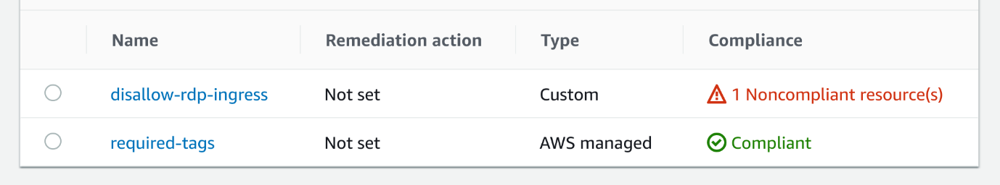 Name Remediation action Type Compliance
disallow-rdp-ingress Not set Custom 1 Noncompliant resource(s)
required-tags Not set AWS managed Compliant